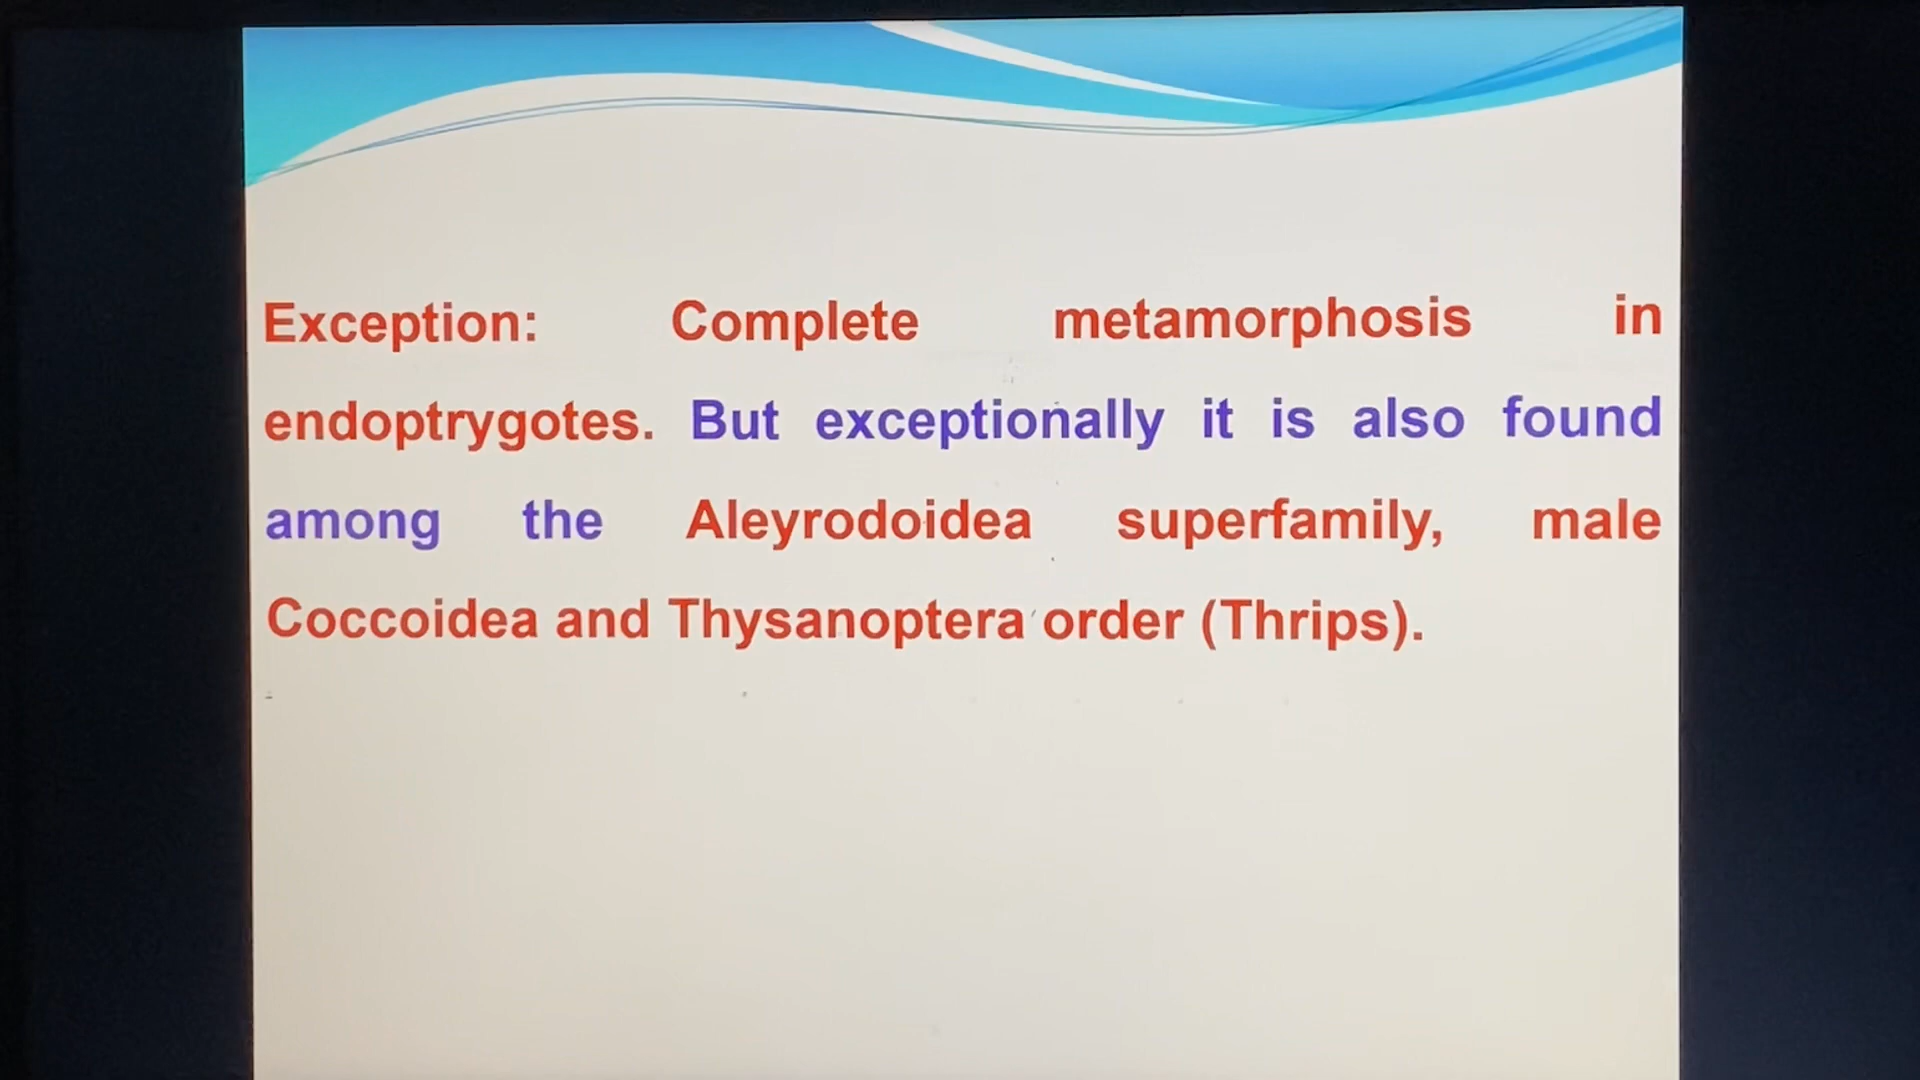 Exception: Complete metamorphosis in
endoptrygotes. But exceptionally it is also found
among the Aleyrodoidea superfamily, male
Coccoidea and Thysanoptera order (Thrips).